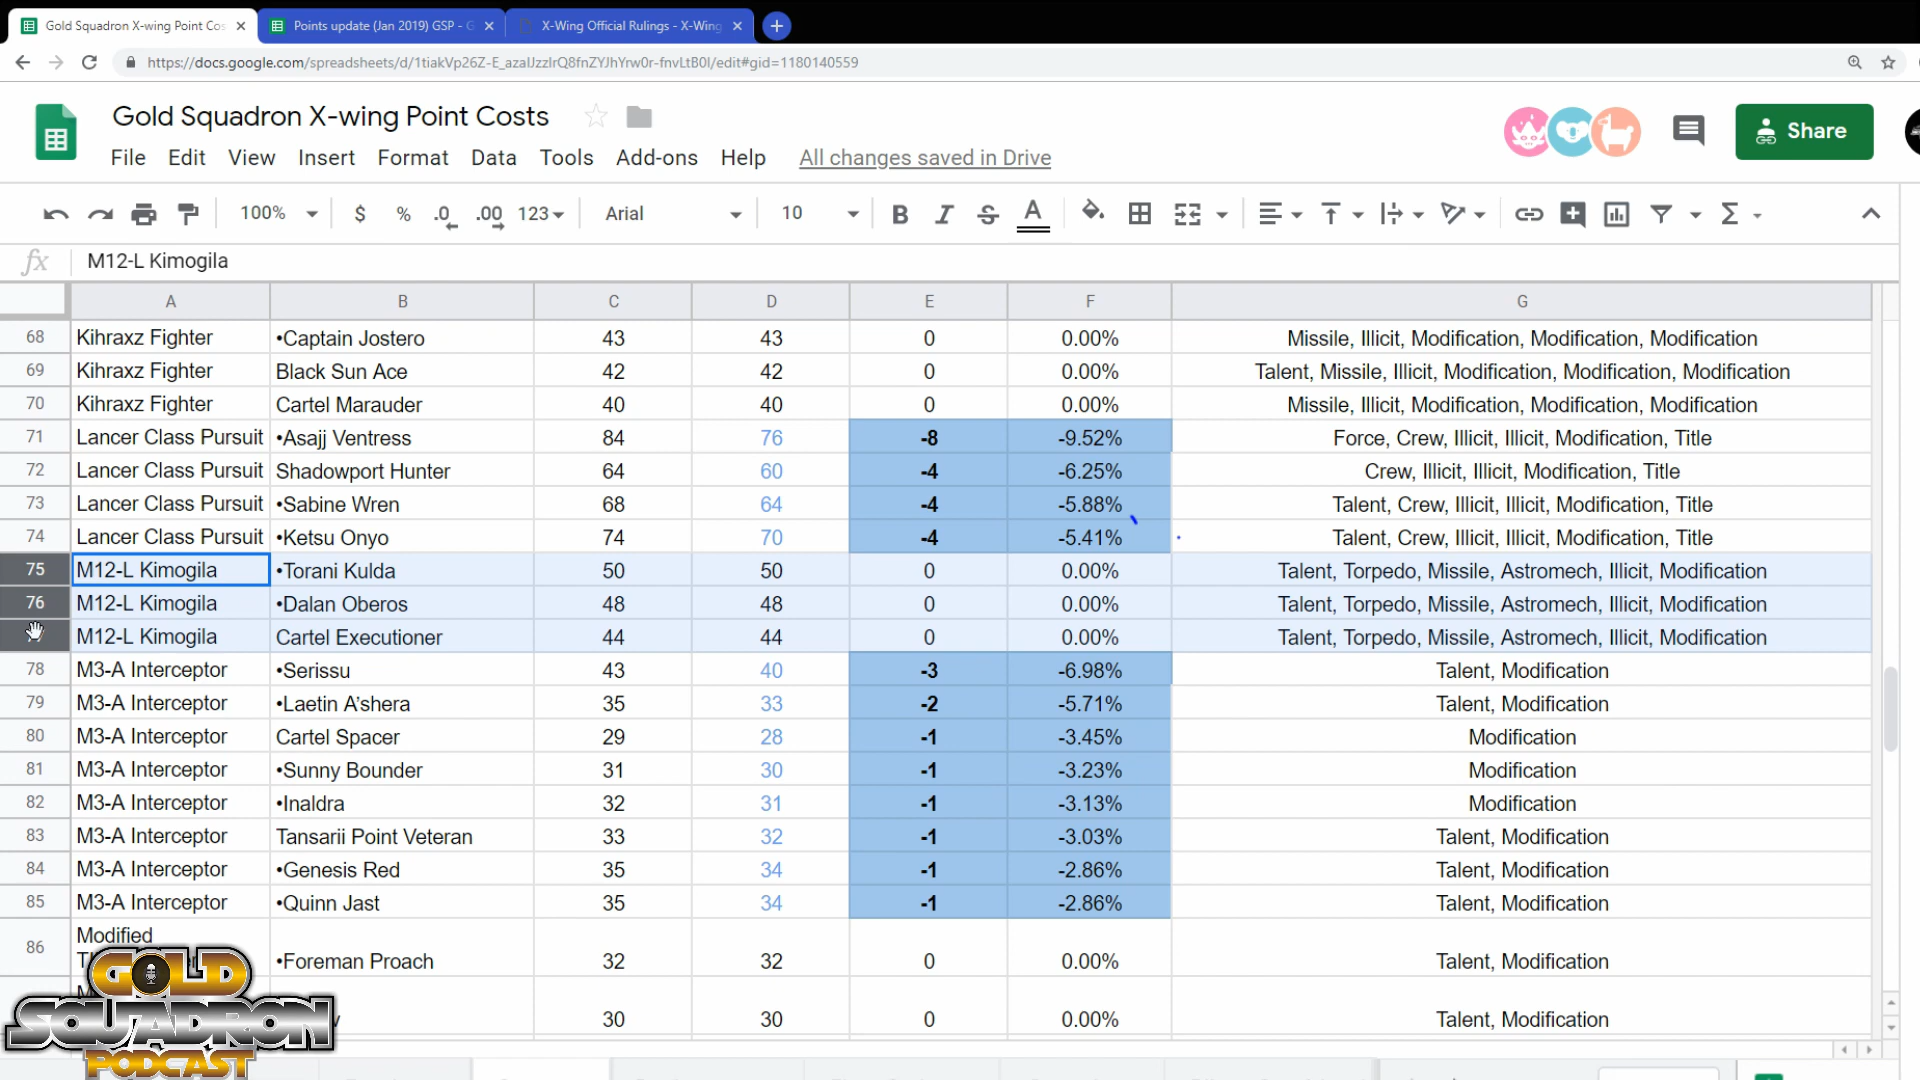 Gold Squadron X-wing Point Cos
Points update (Jan 2019) GSP - G
X-Wing Official Rulings - X-Wing
https://docs.google.com/spreadsheets/d/1tiakVp26Z-E_azaIJzzIrQ8fnZYJhYrw0r-fnvLtB0I/edit#gid=1180140559
Gold Squadron X-wing Point Costs
File Edit View Insert Format Data Tools Add-ons Help All changes saved in Drive
Share
100% $ % .0 .00 123 Arial 10 B I S A Σ
fx M12-L Kimogila
A B C D E F G
68 Kihraxz Fighter •Captain Jostero 43 43 0 0.00% Missile, Illicit, Modification, Modification, Modification
69 Kihraxz Fighter Black Sun Ace 42 42 0 0.00% Talent, Missile, Illicit, Modification, Modification, Modification
70 Kihraxz Fighter Cartel Marauder 40 40 0 0.00% Missile, Illicit, Modification, Modification, Modification
71 Lancer Class Pursuit •Asajj Ventress 84 76 -8 -9.52% Force, Crew, Illicit, Illicit, Modification, Title
72 Lancer Class Pursuit Shadowport Hunter 64 60 -4 -6.25% Crew, Illicit, Illicit, Modification, Title
73 Lancer Class Pursuit •Sabine Wren 68 64 -4 -5.88% Talent, Crew, Illicit, Illicit, Modification, Title
74 Lancer Class Pursuit •Ketsu Onyo 74 70 -4 -5.41% Talent, Crew, Illicit, Illicit, Modification, Title
75 M12-L Kimogila •Torani Kulda 50 50 0 0.00% Talent, Torpedo, Missile, Astromech, Illicit, Modification
76 M12-L Kimogila •Dalan Oberos 48 48 0 0.00% Talent, Torpedo, Missile, Astromech, Illicit, Modification
M12-L Kimogila Cartel Executioner 44 44 0 0.00% Talent, Torpedo, Missile, Astromech, Illicit, Modification
78 M3-A Interceptor •Serissu 43 40 -3 -6.98% Talent, Modification
79 M3-A Interceptor •Laetin A’shera 35 33 -2 -5.71% Talent, Modification
80 M3-A Interceptor Cartel Spacer 29 28 -1 -3.45% Modification
81 M3-A Interceptor •Sunny Bounder 31 30 -1 -3.23% Modification
82 M3-A Interceptor •Inaldra 32 31 -1 -3.13% Modification
83 M3-A Interceptor Tansarii Point Veteran 33 32 -1 -3.03% Talent, Modification
84 M3-A Interceptor •Genesis Red 35 34 -1 -2.86% Talent, Modification
85 M3-A Interceptor •Quinn Jast 35 34 -1 -2.86% Talent, Modification
Modified
86 •Foreman Proach 32 32 0 0.00% Talent, Modification
30 30 0 0.00% Talent, Modification
GOLD
SQUADRON
PODCAST